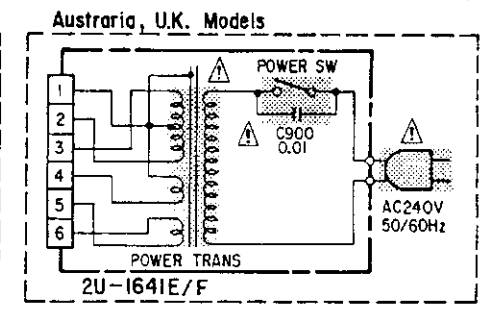 Austraria, U.K. Models
POWER SW
1
2
3
4
5
6
C900
0.01
AC240V
50/60Hz
POWER TRANS
2U-1641E/F